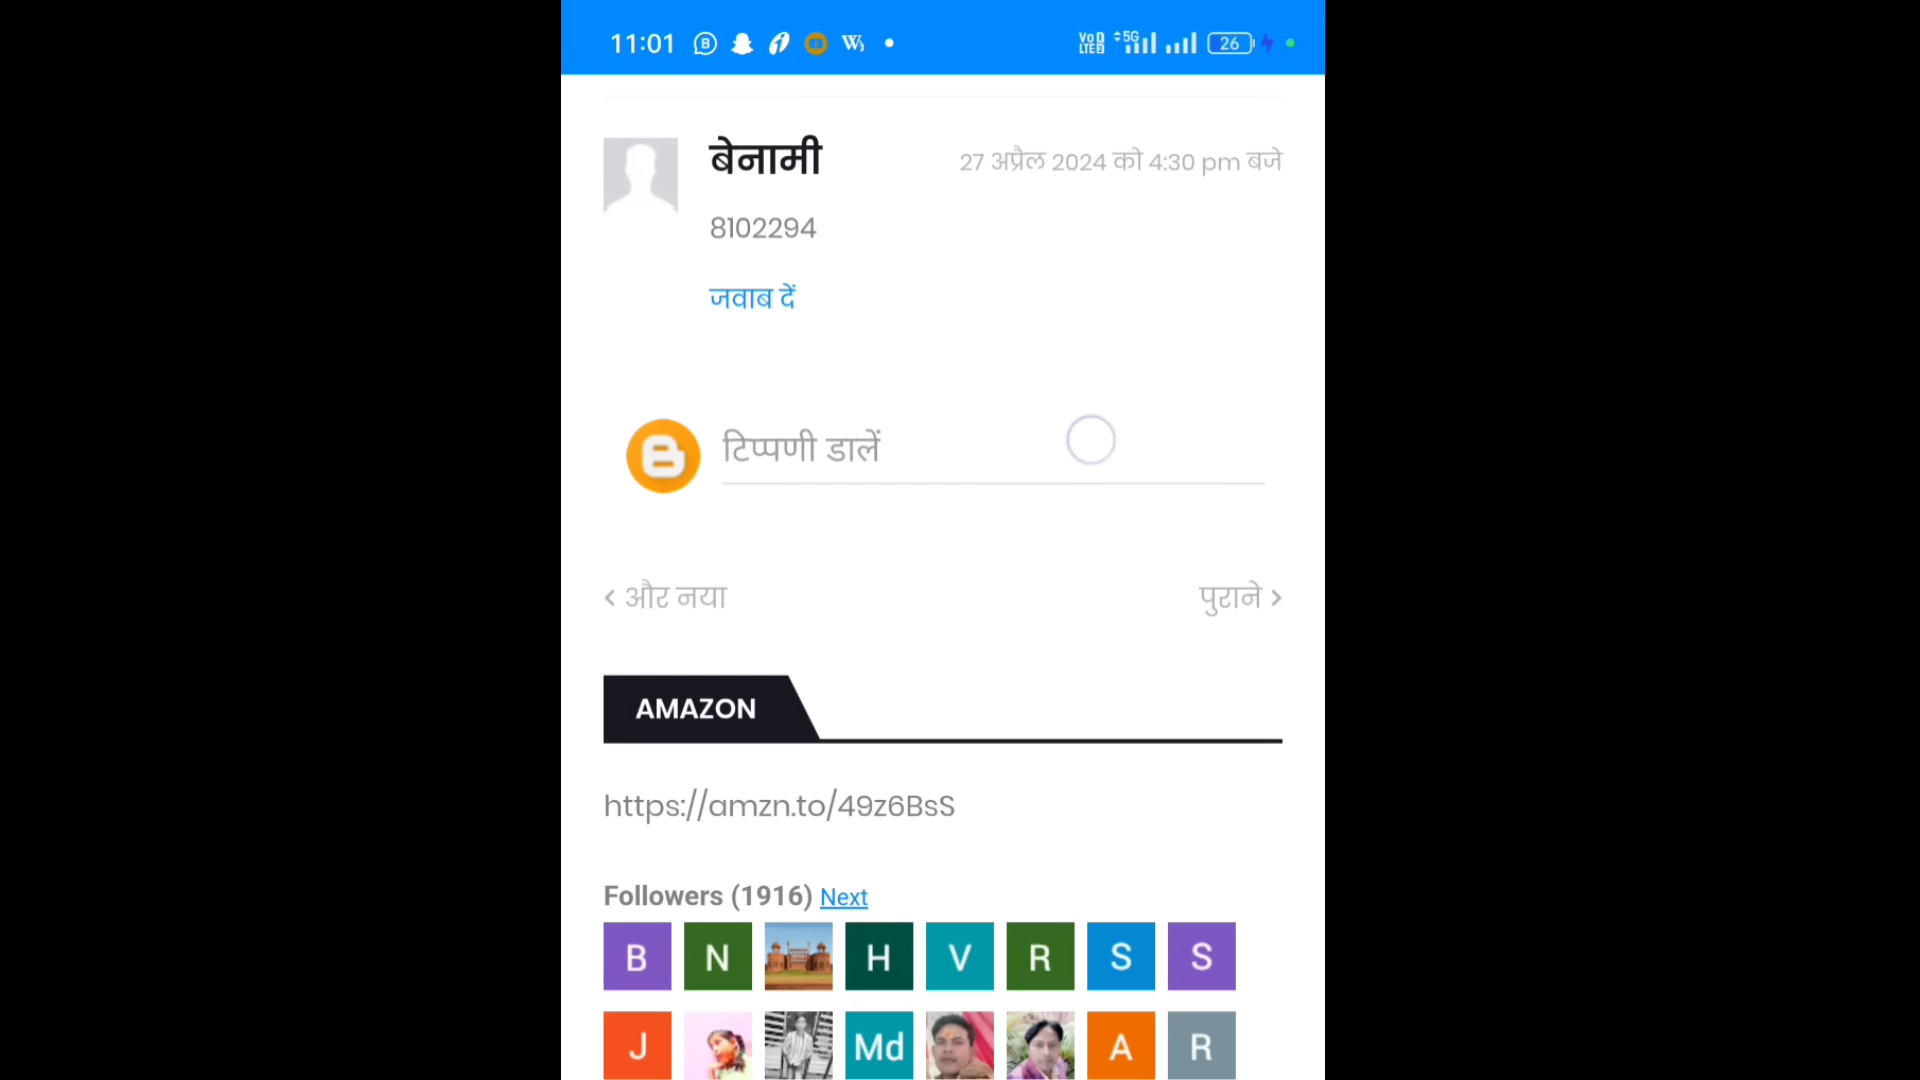 11:01
5G
26
बेनामी
27 अप्रैल 2024 को 4:30 pm बजे
8102294
जवाब दें
टिप्पणी डालें
और नया
पुराने
AMAZON
https://amzn.to/49z6BsS
Followers (1916) Next
B N H V R S S
J Md A R